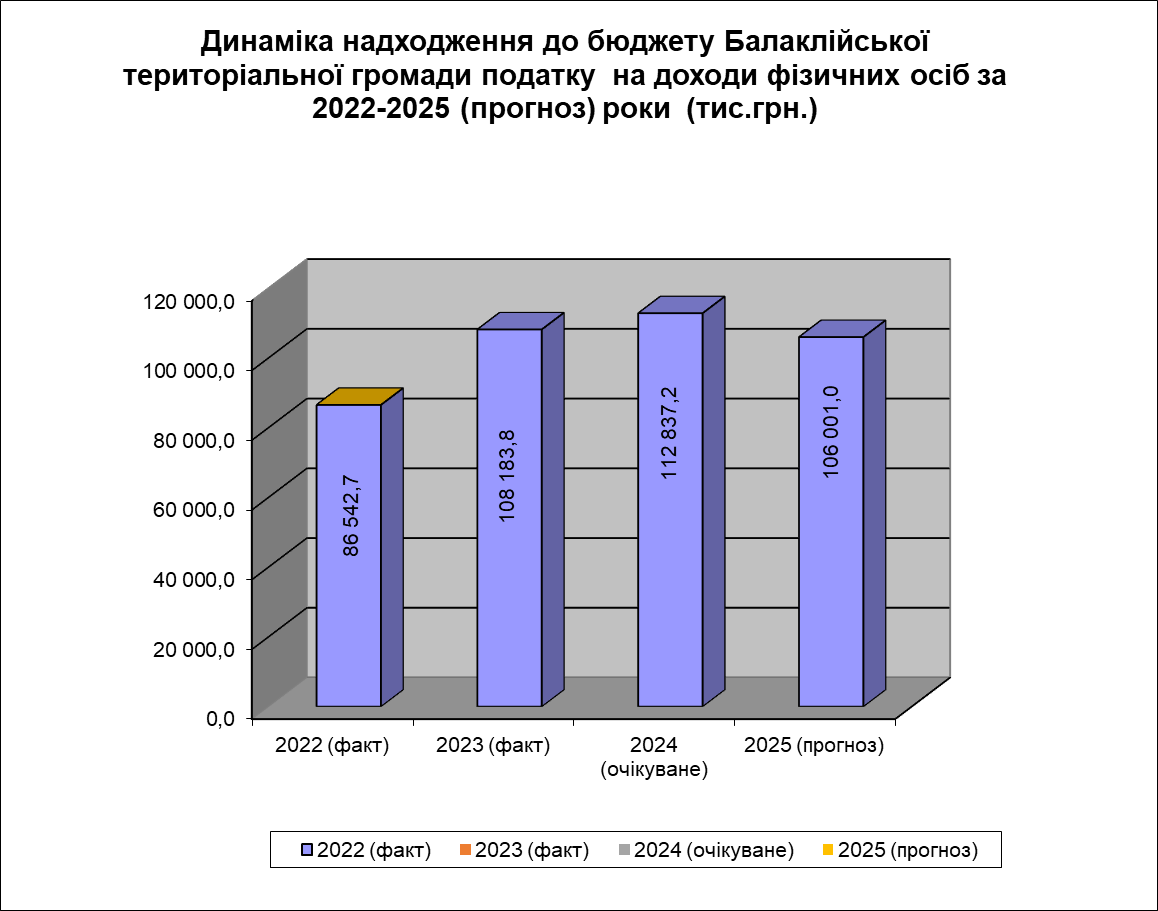 Динаміка надходження до бюджету Балаклійської
територіальної громади податку  на доходи фізичних осіб за
2022-2025 (прогноз) роки  (тис.грн.)
120 000,0
100 000,0
80 000,0
60 000,0
40 000,0
20 000,0
0,0
86 542,7
108 183,8
112 837,2
106 001,0
2022 (факт)
2023 (факт)
2024
(очікуване)
2025 (прогноз)
2022 (факт)
2023 (факт)
2024 (очікуване)
2025 (прогноз)